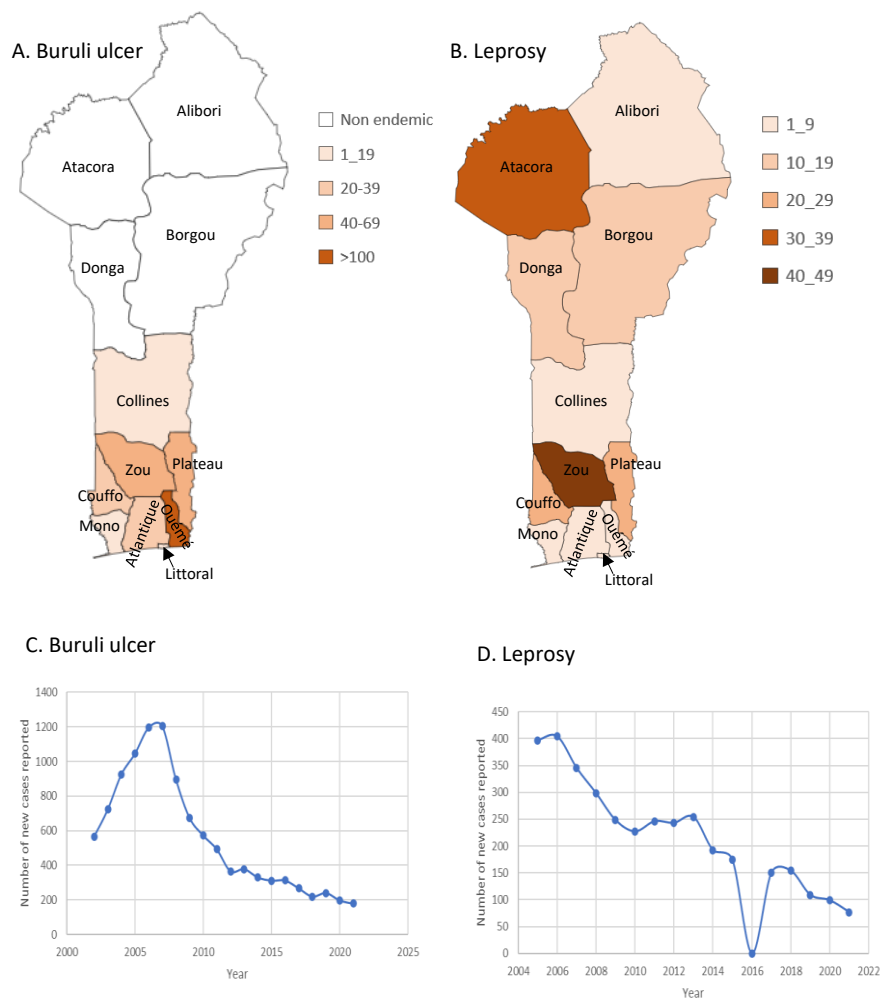 A. Buruli ulcer
Alibori
Atacora
Borgou
Donga
Collines
Zou
Plateau
Couffo
Mono
Atlantique
Ouémé
Littoral
Non endemic
1_19
20-39
40-69
>100
B. Leprosy
Alibori
Atacora
Borgou
Donga
Collines
Zou
Plateau
Couffo
Mono
Atlantique
Ouémé
Littoral
1_9
10_19
20_29
30_39
40_49
C. Buruli ulcer
Number of new cases reported
1400
1200
1000
800
600
400
200
0
2000
2005
2010
2015
2020
2025
Year
D. Leprosy
Number of new cases reported
450
400
350
300
250
200
150
100
50
0
2004
2006
2008
2010
2012
2014
2016
2018
2020
2022
Year